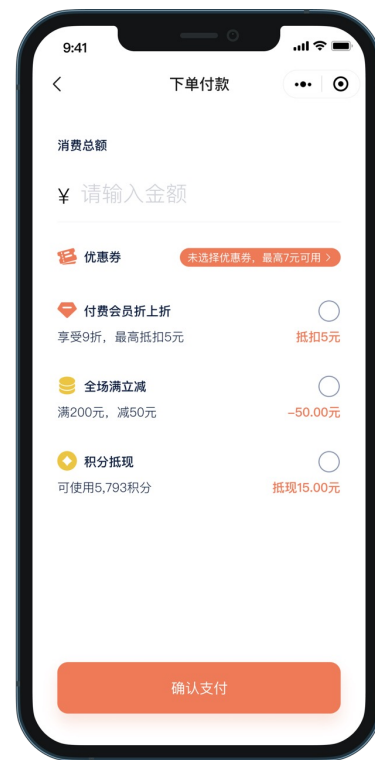 9:41
下单付款
消费总额
¥ 请输入金额
优惠券 未选择优惠券，最高7元可用
付费会员折上折
享受9折，最高抵扣5元 抵扣5元
全场满立减
满200元，减50元 -50.00元
积分抵现
可使用5,793积分 抵现15.00元
确认支付